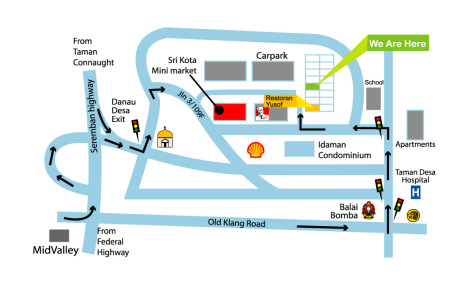 From
Taman
Connaught
Seremban highway
Danau
Desa
Exit
Sri Kota
Mini market
Carpark
We Are Here
Jln 3/109F
Restoran
Yusof
KFC
School
Apartments
Idaman
Condominium
Taman Desa
Hospital
H
Balai
Bomba
Old Klang Road
MidValley
From
Federal
Highway